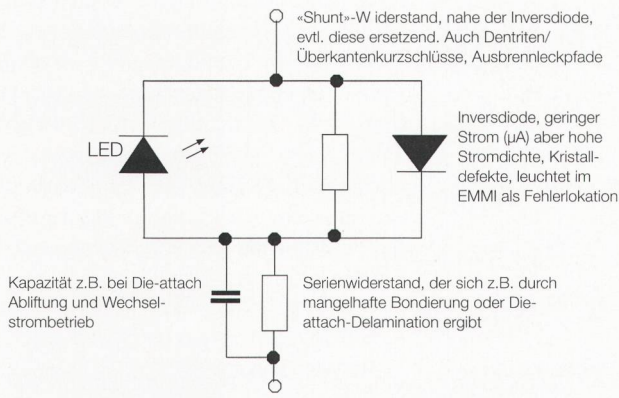 «Shunt»-W iderstand, nahe der Inversdiode,
evtl. diese ersetzend. Auch Dentriten/
Überkantenkurzschlüsse, Ausbrennleckpfade
LED
Inversdiode, geringer
Strom (µA) aber hohe
Stromdichte, Kristall-
defekte, leuchtet im
EMMI als Fehlerlokation
Kapazität z.B. bei Die-attach
Abliftung und Wechsel-
strombetrieb
Serienwiderstand, der sich z.B. durch
mangelhafte Bondierung oder Die-
attach-Delamination ergibt